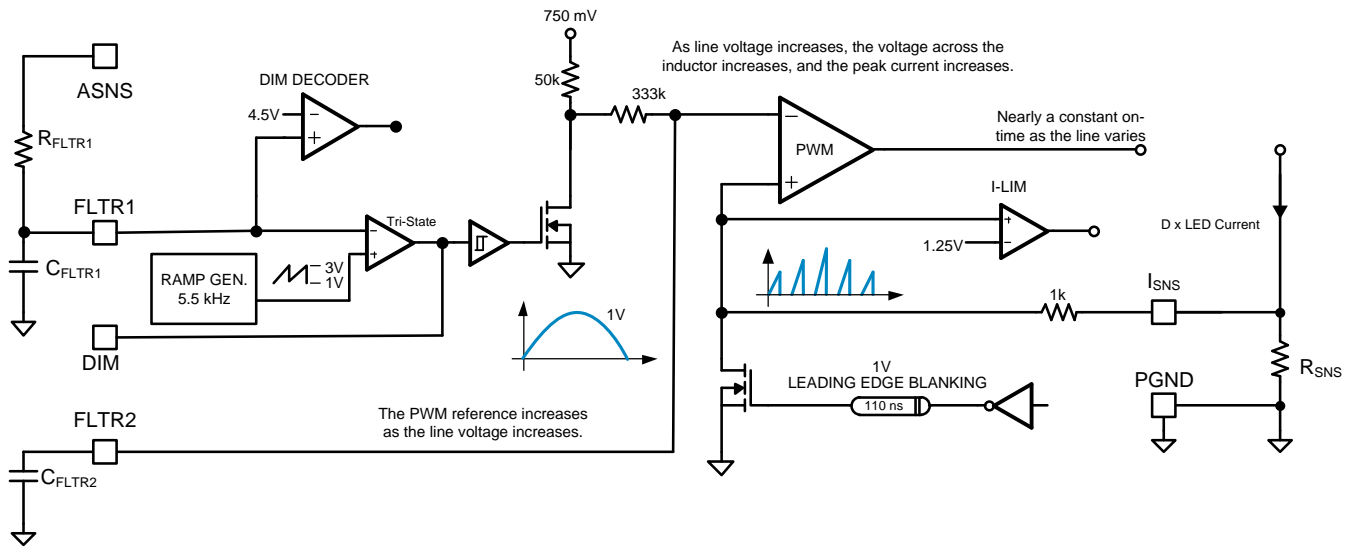 750 mV
As line voltage increases, the voltage across the
inductor increases, and the peak current increases.
ASNS
DIM DECODER
50k
4.5V
−
+
333k
RFLTR1
−
PWM
+
Nearly a constant on-
time as the line varies
I-LIM
FLTR1
Tri-State
−
+
+
−
1.25V
D x LED Current
CFLTR1
RAMP GEN.
5.5 kHz
3V
1V
1k
ISNS
1V
DIM
1V
LEADING EDGE BLANKING
110 ns
PGND
RSNS
The PWM reference increases
as the line voltage increases.
FLTR2
CFLTR2